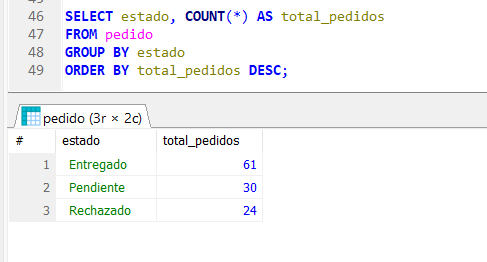 46 SELECT estado, COUNT(*) AS total_pedidos
47 FROM pedido
48 GROUP BY estado
49 ORDER BY total_pedidos DESC;
pedido (3r × 2c)
# estado total_pedidos
1 Entregado 61
2 Pendiente 30
3 Rechazado 24